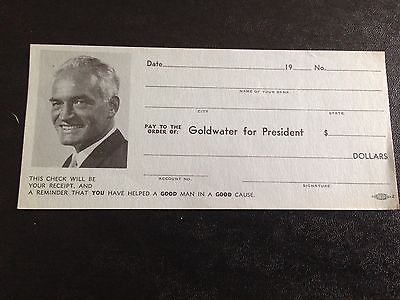 Date 19 No.
NAME OF YOUR BANK
CITY STATE
PAY TO THE
ORDER OF: Goldwater for President $
DOLLARS
ACCOUNT NO. SIGNATURE
THIS CHECK WILL BE
YOUR RECEIPT, AND
A REMINDER THAT YOU HAVE HELPED A GOOD MAN IN A GOOD CAUSE.